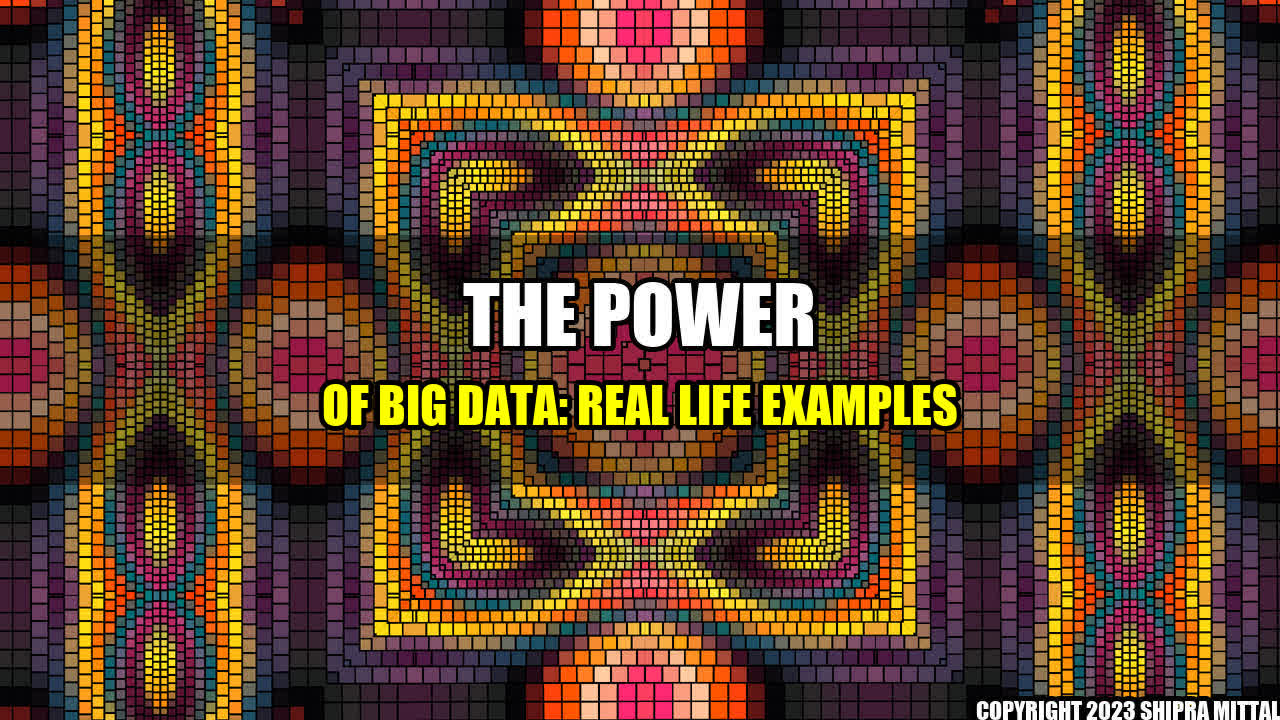 THE POWER
OF BIG DATA: REAL LIFE EXAMPLES
COPYRIGHT 2023 SHIPRA MITTAL